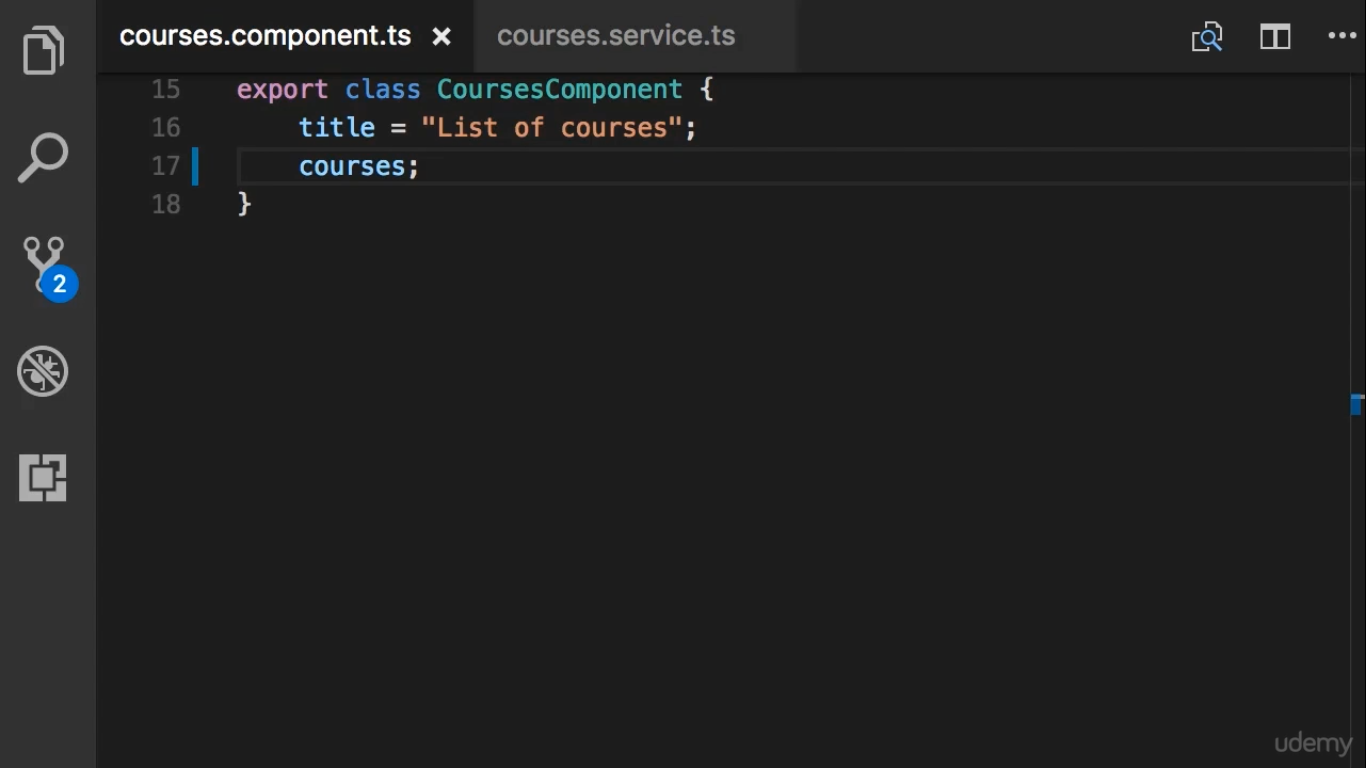 courses.component.ts × courses.service.ts
15 export class CoursesComponent {
16 title = "List of courses";
17 courses;
18 }
2
udemy